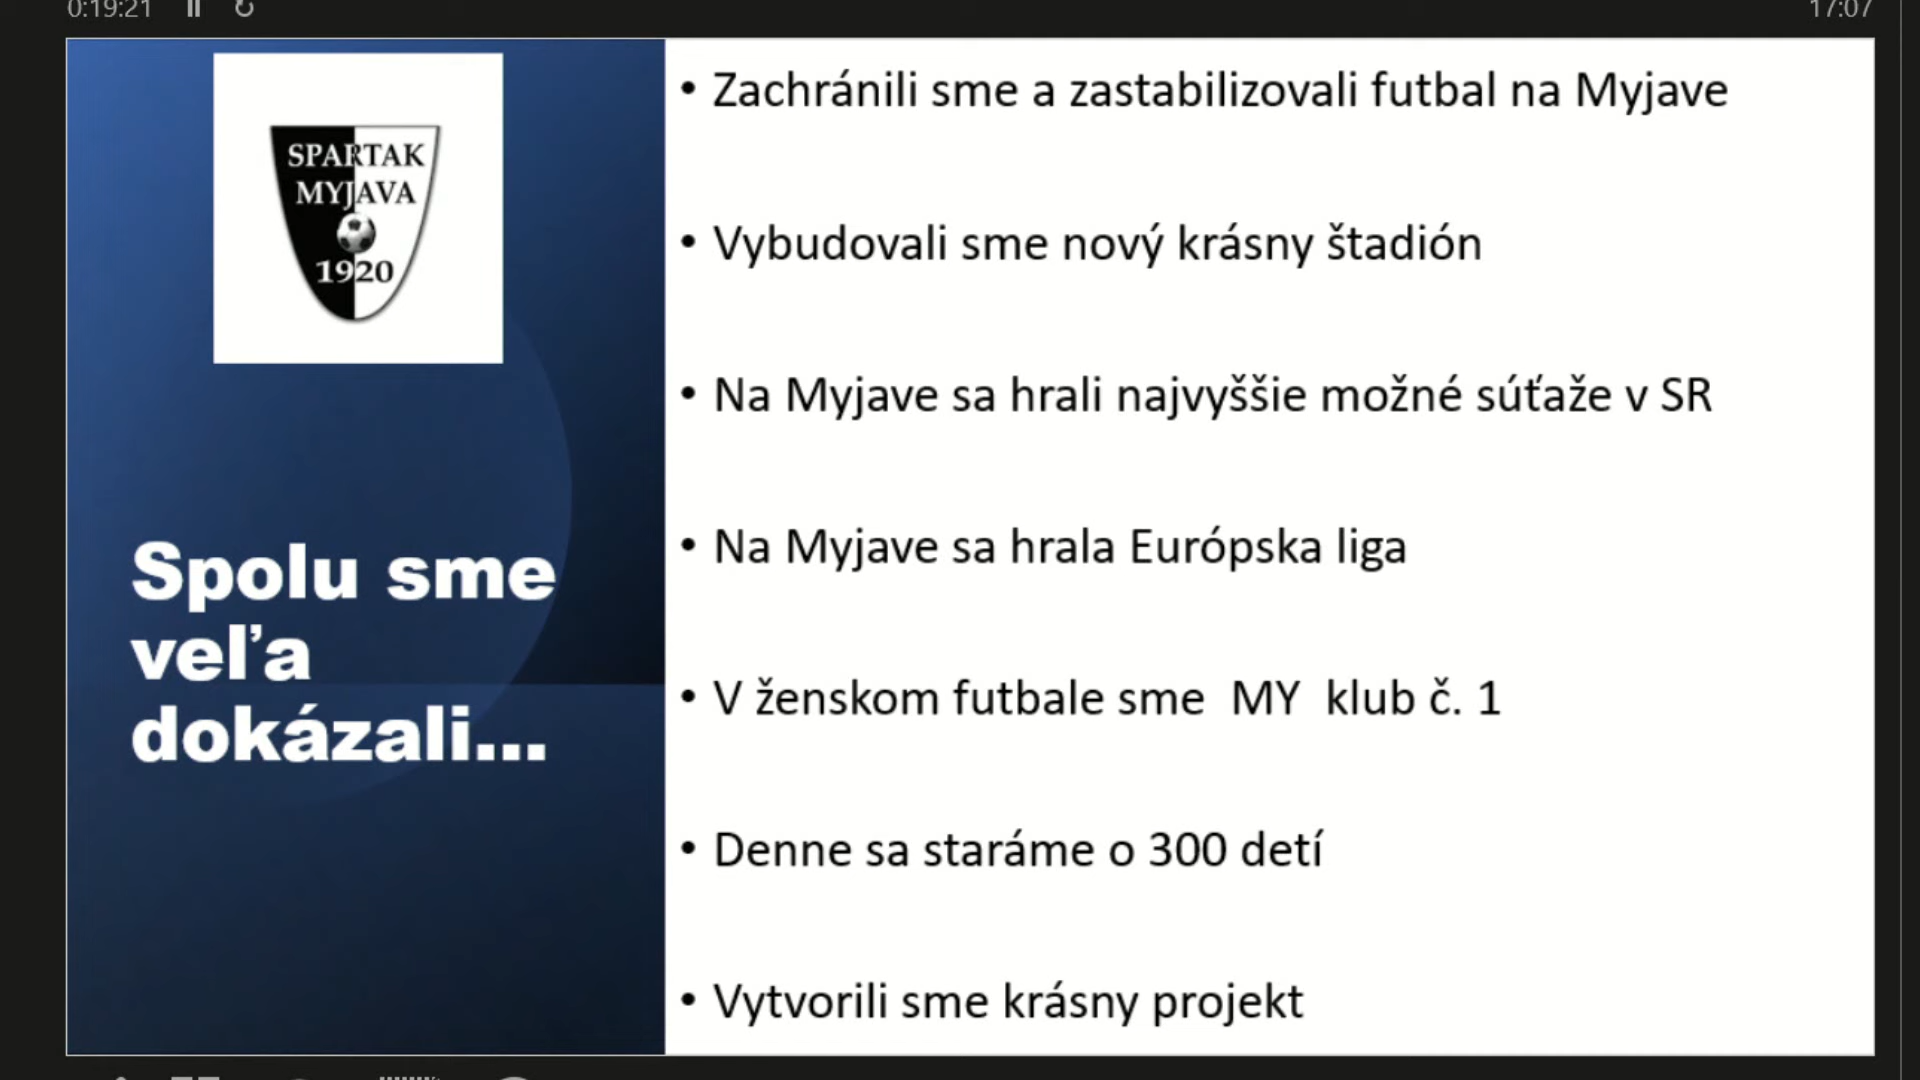 0:19:21
17:07
SPARTAK
MYJAVA
1920
Spolu sme
veľa
dokázali...
• Zachránili sme a zastabilizovali futbal na Myjave
• Vybudovali sme nový krásny štadión
• Na Myjave sa hrali najvyššie možné súťaže v SR
• Na Myjave sa hrala Európska liga
• V ženskom futbale sme  MY  klub č. 1
• Denne sa staráme o 300 detí
• Vytvorili sme krásny projekt